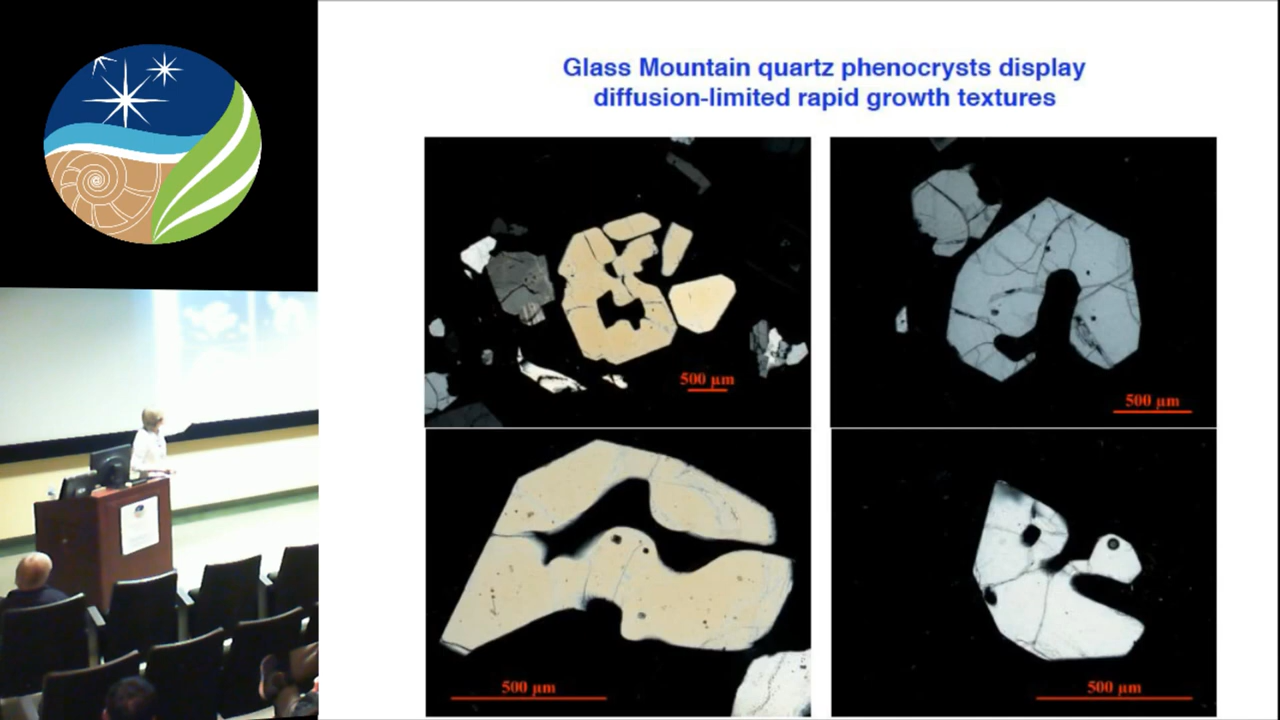 Glass Mountain quartz phenocrysts display
diffusion-limited rapid growth textures
500 µm
500 µm
500 µm
500 µm